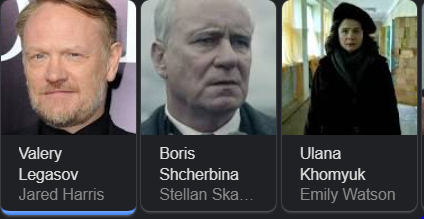 Valery
Legasov
Jared Harris
Boris
Shcherbina
Stellan Ska...
Ulana
Khomyuk
Emily Watson